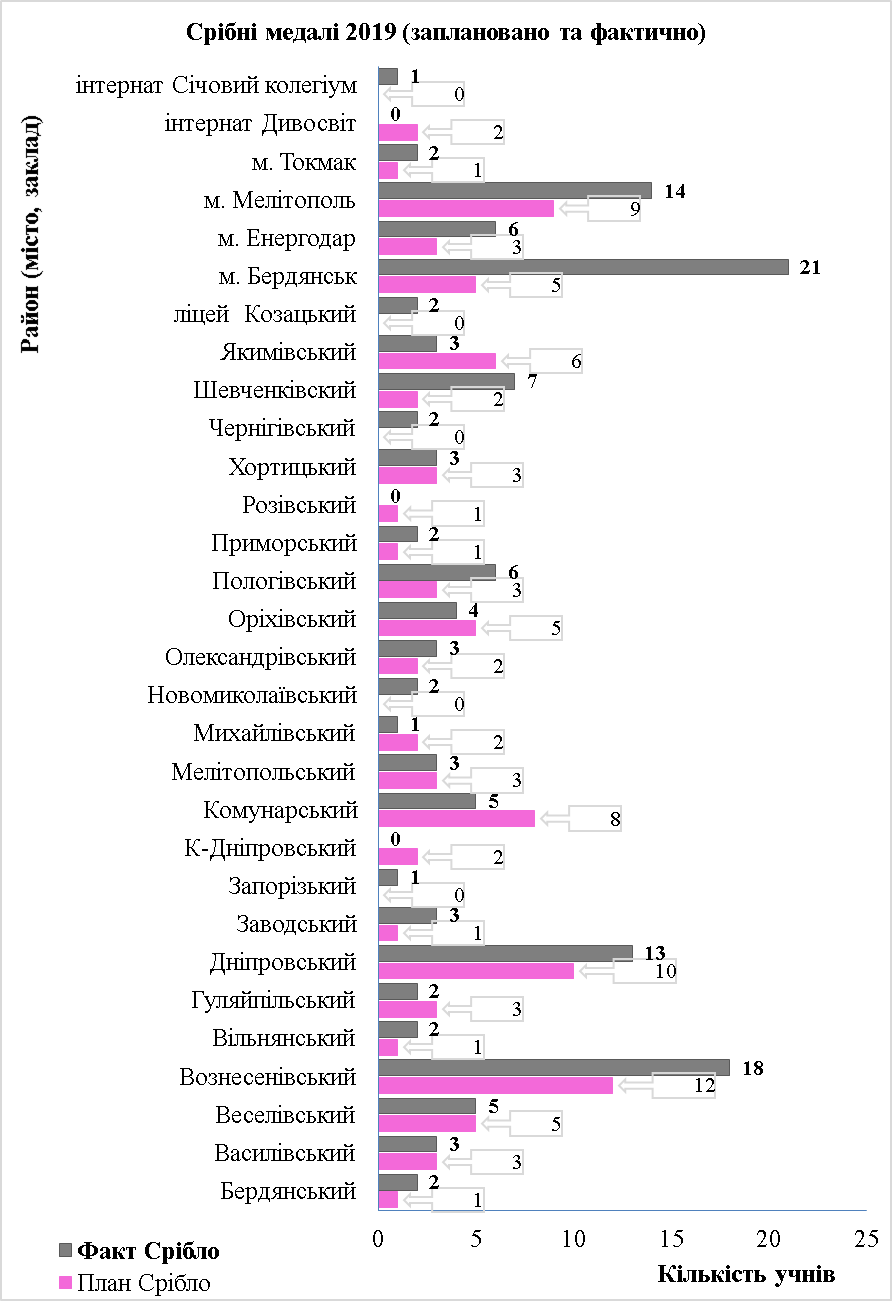 Срібні медалі 2019 (заплановано та фактично)
Район (місто, заклад)
інтернат Січовий колегіум 1 0
інтернат Дивосвіт 0 2
м. Токмак 2 1
м. Мелітополь 14 9
м. Енергодар 6 3
м. Бердянськ 21 5
ліцей Козацький 2 0
Якимівський 3 6
Шевченківский 7 2
Чернігівський 2 0
Хортицький 3 3
Розівський 0 1
Приморський 2 1
Пологівський 6 3
Оріхівський 4 5
Олександрівський 3 2
Новомиколаївський 2 0
Михайлівський 1 2
Мелітопольський 3 3
Комунарський 5 8
К-Дніпровський 0 2
Запорізький 1 0
Заводський 3 1
Дніпровський 13 10
Гуляйпільський 2 3
Вільнянський 2 1
Вознесенівський 18 12
Веселівський 5 5
Василівський 3 3
Бердянський 2 1
0 5 10 15 20 25
Кількість учнів
Факт Срібло
План Срібло